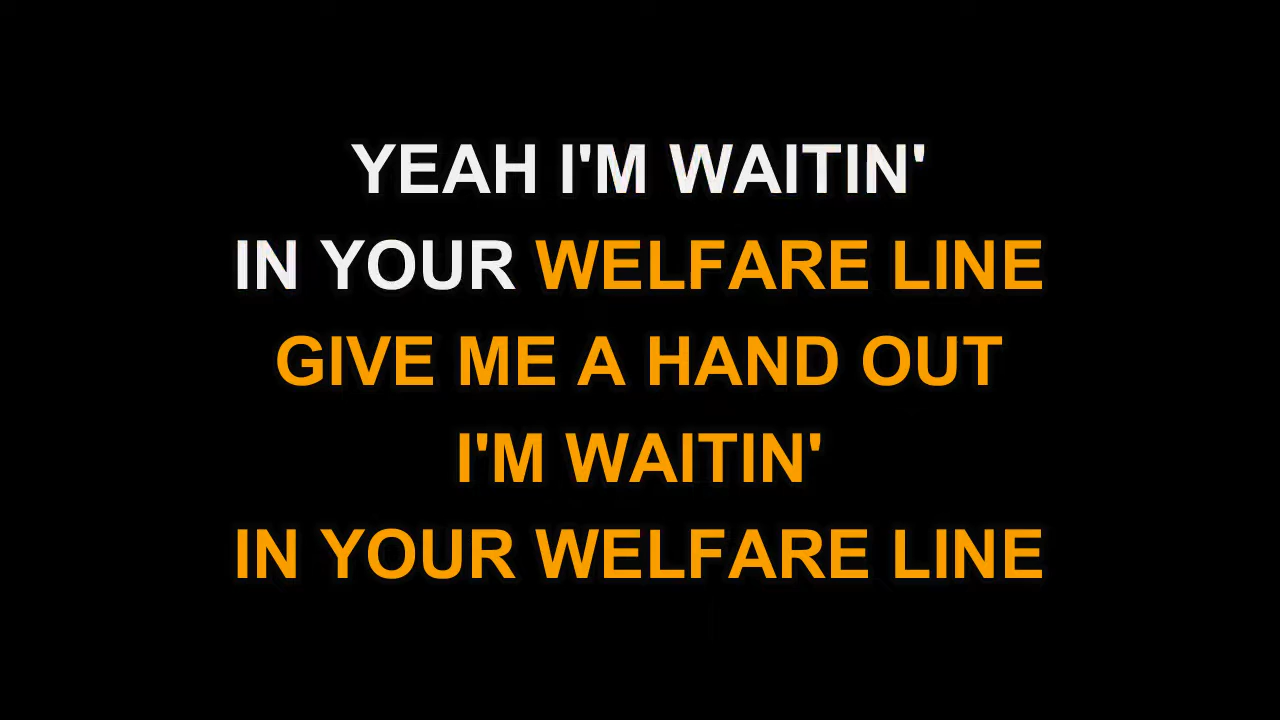 YEAH I'M WAITIN'
IN YOUR WELFARE LINE
GIVE ME A HAND OUT
I'M WAITIN'
IN YOUR WELFARE LINE